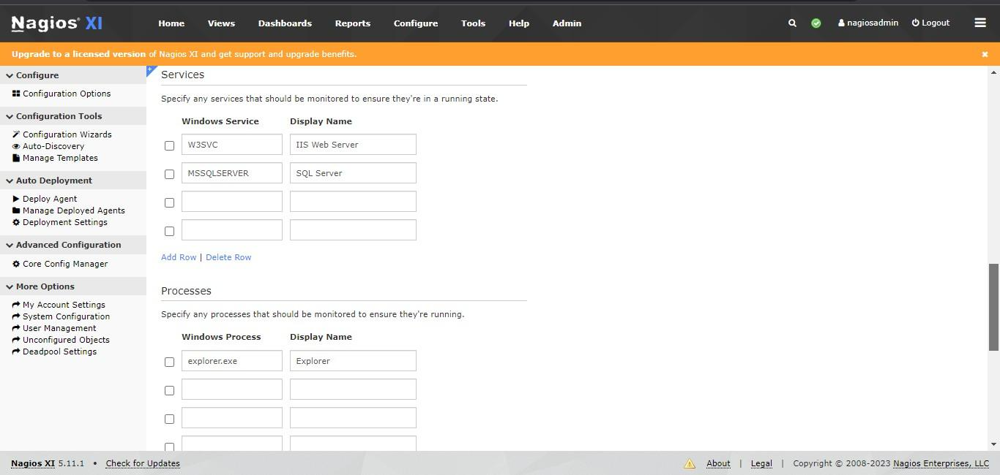 Nagios® XI Home Views Dashboards Reports Configure Tools Help Admin nagiosadmin Logout
Upgrade to a licensed version of Nagios XI and get support and upgrade benefits.
Configure
Configuration Options
Configuration Tools
Configuration Wizards
Auto-Discovery
Manage Templates
Auto Deployment
Deploy Agent
Manage Deployed Agents
Deployment Settings
Advanced Configuration
Core Config Manager
More Options
My Account Settings
System Configuration
User Management
Unconfigured Objects
Deadpool Settings
Services
Specify any services that should be monitored to ensure they're in a running state.
Windows Service Display Name
W3SVC IIS Web Server
MSSQLSERVER SQL Server
Add Row | Delete Row
Processes
Specify any processes that should be monitored to ensure they're running.
Windows Process Display Name
explorer.exe Explorer
Nagios XI 5.11.1 • Check for Updates About | Legal | Copyright © 2008-2023 Nagios Enterprises, LLC